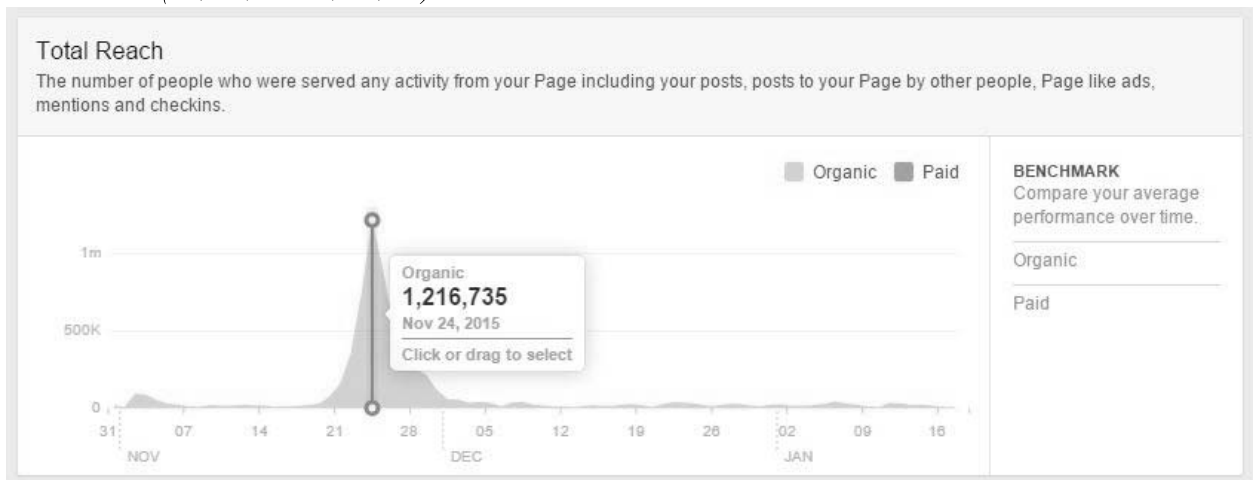 Total Reach
The number of people who were served any activity from your Page including your posts, posts to your Page by other people, Page like ads,
mentions and checkins.
Organic Paid
BENCHMARK
Compare your average
performance over time.
Organic
Paid
1m
500K
0
Organic
1,216,735
Nov 24, 2015
Click or drag to select
31 07 14 21 28 05 12 19 26 02 09 16
NOV DEC JAN